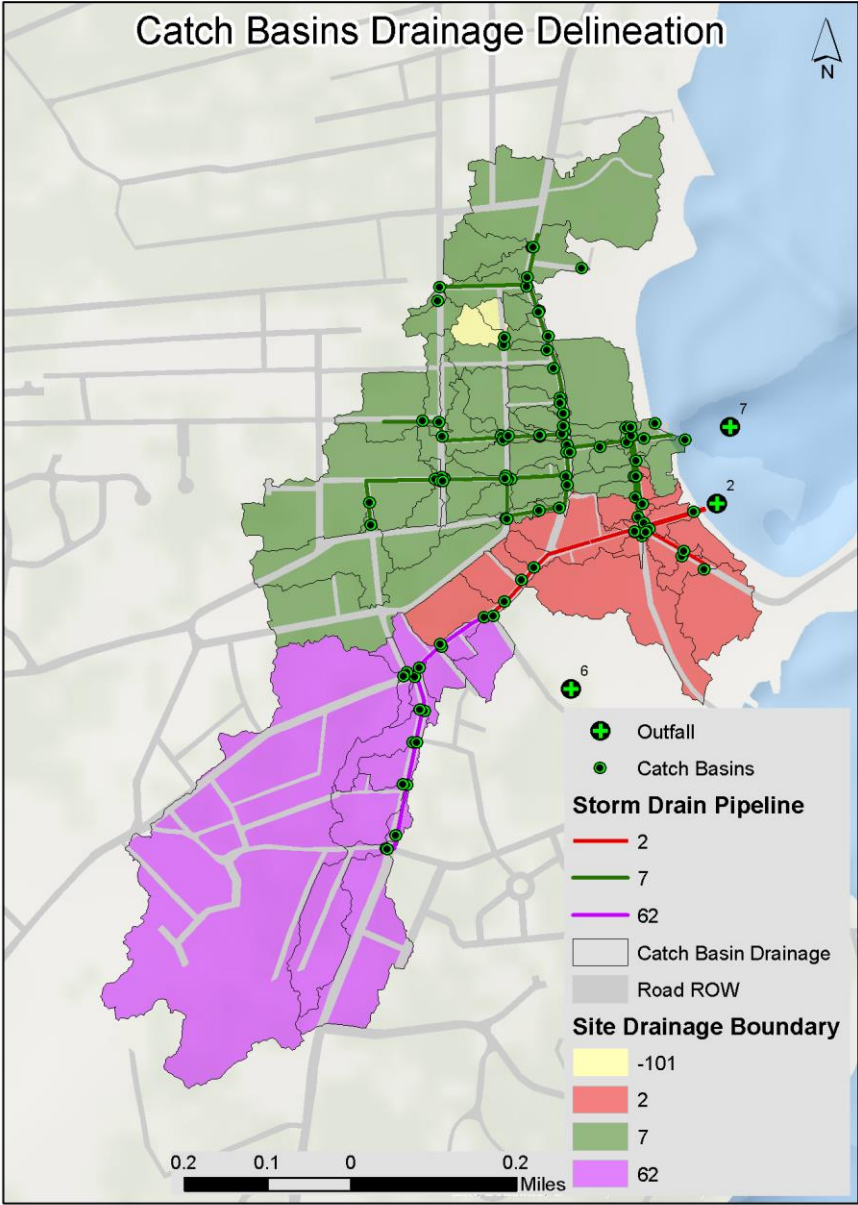 Catch Basins Drainage Delineation
N
7
2
6
Outfall
Catch Basins
Storm Drain Pipeline
2
7
62
Catch Basin Drainage
Road ROW
Site Drainage Boundary
-101
2
7
62
0.2 0.1 0 0.2
Miles